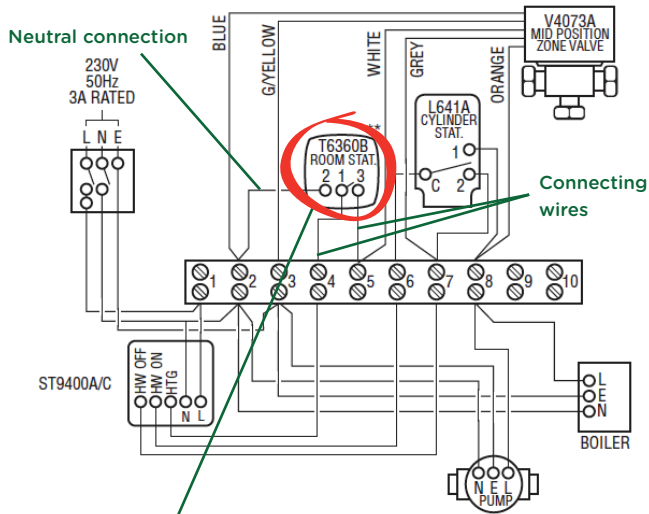 Neutral connection
230V
50Hz
3A RATED
L N E
BLUE
G/YELLOW
WHITE
GREY
ORANGE
V4073A
MID POSITION
ZONE VALVE
**
T6360B
ROOM STAT.
2 1 3
L641A
CYLINDER
STAT.
1
C 2
Connecting
wires
1 2 3 4 5 6 7 8 9 10
ST9400A/C
HW OFF
HW ON
HTG
N L
L
E
N
BOILER
N E L
PUMP